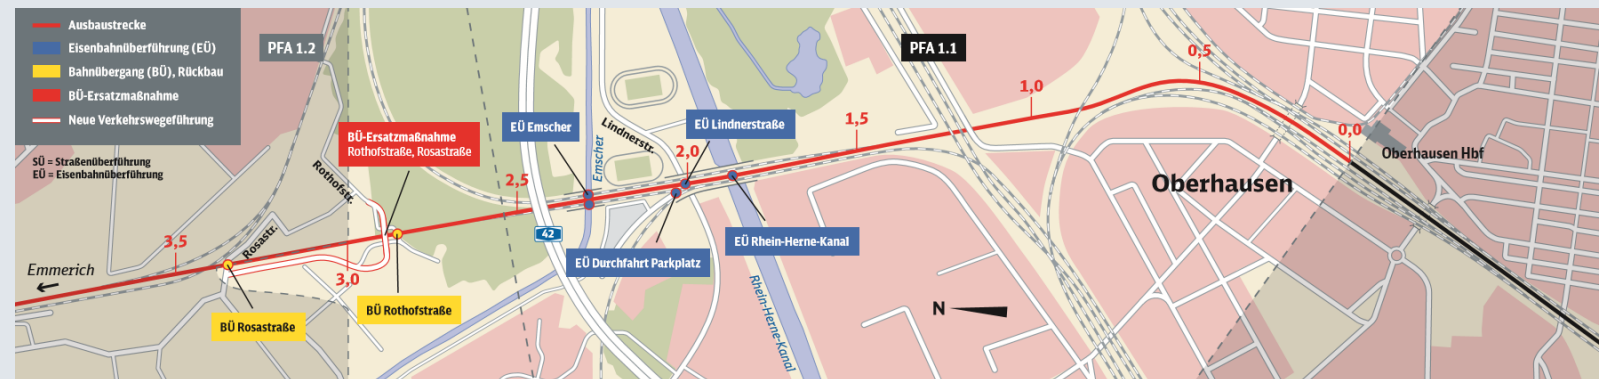 Ausbaustrecke
Eisenbahnüberführung (EÜ)
Bahnübergang (BÜ), Rückbau
BÜ-Ersatzmaßnahme
Neue Verkehrswegeführung
SÜ = Straßenüberführung
EÜ = Eisenbahnüberführung
PFA 1.2
PFA 1.1
0,5
1,0
1,5
0,0
Oberhausen Hbf
Oberhausen
EÜ Emscher
EÜ Lindnerstraße
Lindnerstr.
Emscher
2,0
BÜ-Ersatzmaßnahme
Rothofstraße, Rosastraße
Rothofstr.
2,5
42
EÜ Rhein-Herne-Kanal
EÜ Durchfahrt Parkplatz
Rosastr.
3,5
3,0
Emmerich
BÜ Rothofstraße
BÜ Rosastraße
Rhein-Herne-Kanal
N